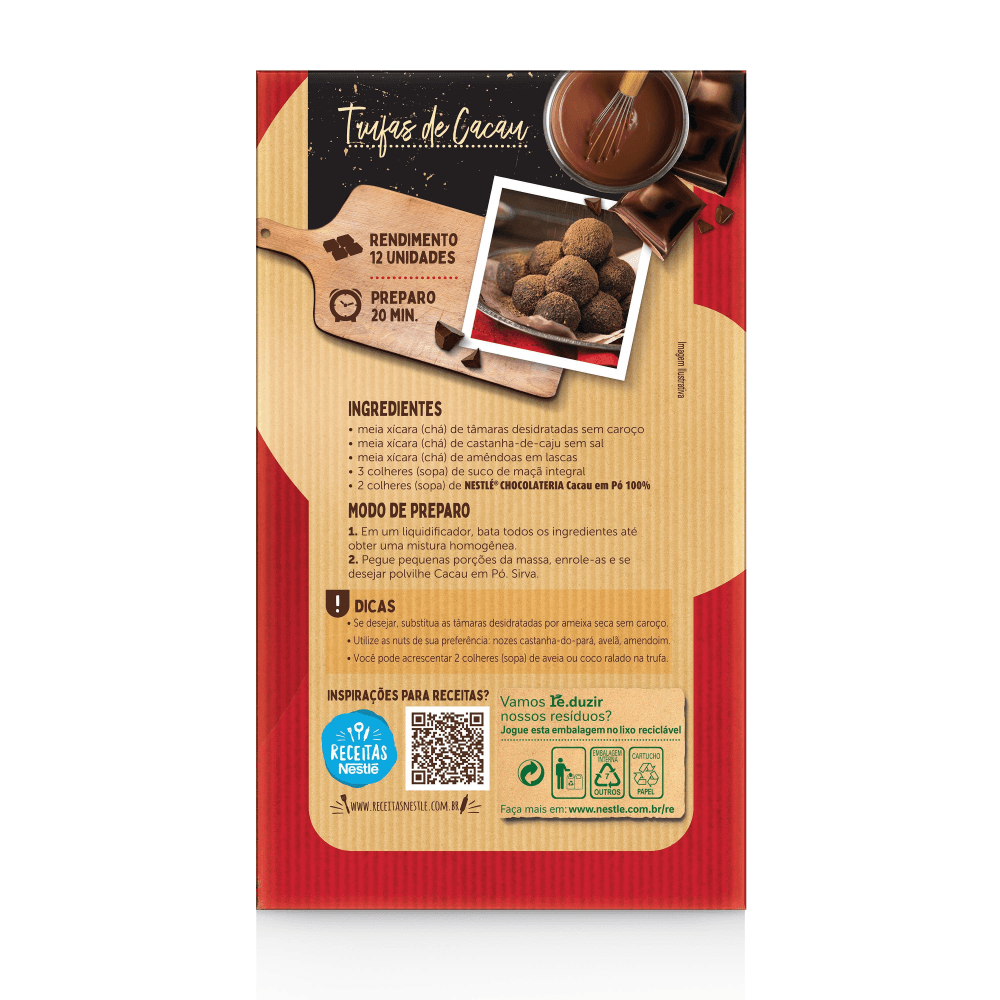 Trufas de Cacau
RENDIMENTO
12 UNIDADES
PREPARO
20 MIN.
Imagem Ilustrativa
INGREDIENTES
• meia xícara (chá) de tâmaras desidratadas sem caroço
• meia xícara (chá) de castanha-de-caju sem sal
• meia xícara (chá) de amêndoas em lascas
• 3 colheres (sopa) de suco de maçã integral
• 2 colheres (sopa) de NESTLÉ® CHOCOLATERIA Cacau em Pó 100%
MODO DE PREPARO
1. Em um liquidificador, bata todos os ingredientes até
obter uma mistura homogênea.
2. Pegue pequenas porções da massa, enrole-as e se
desejar polvilhe Cacau em Pó. Sirva.
! DICAS
• Se desejar, substitua as tâmaras desidratadas por ameixa seca sem caroço.
• Utilize as nuts de sua preferência: nozes castanha-do-pará, avelã, amendoim.
• Você pode acrescentar 2 colheres (sopa) de aveia ou coco ralado na trufa.
INSPIRAÇÕES PARA RECEITAS?
RECEITAS
Nestlé
WWW.RECEITASNESTLE.COM.BR
Vamos re.duzir
nossos resíduos?
Jogue esta embalagem no lixo reciclável
EMBALAGEM
INTERNA
7
OUTROS
CARTUCHO
PAPEL
Faça mais em: www.nestle.com.br/re